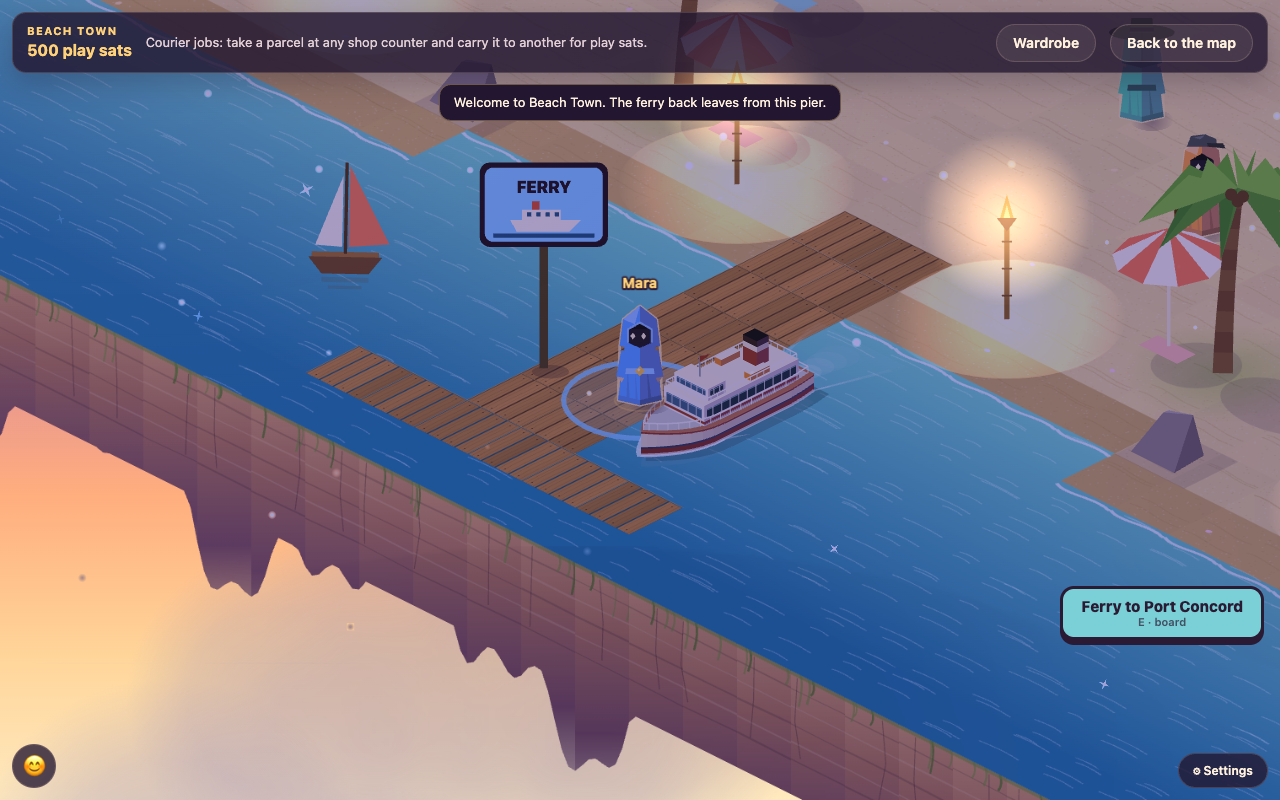 BEACH TOWN
500 play sats
Courier jobs: take a parcel at any shop counter and carry it to another for play sats.
Wardrobe
Back to the map
Welcome to Beach Town. The ferry back leaves from this pier.
FERRY
Mara
Ferry to Port Concord
E · board
Settings